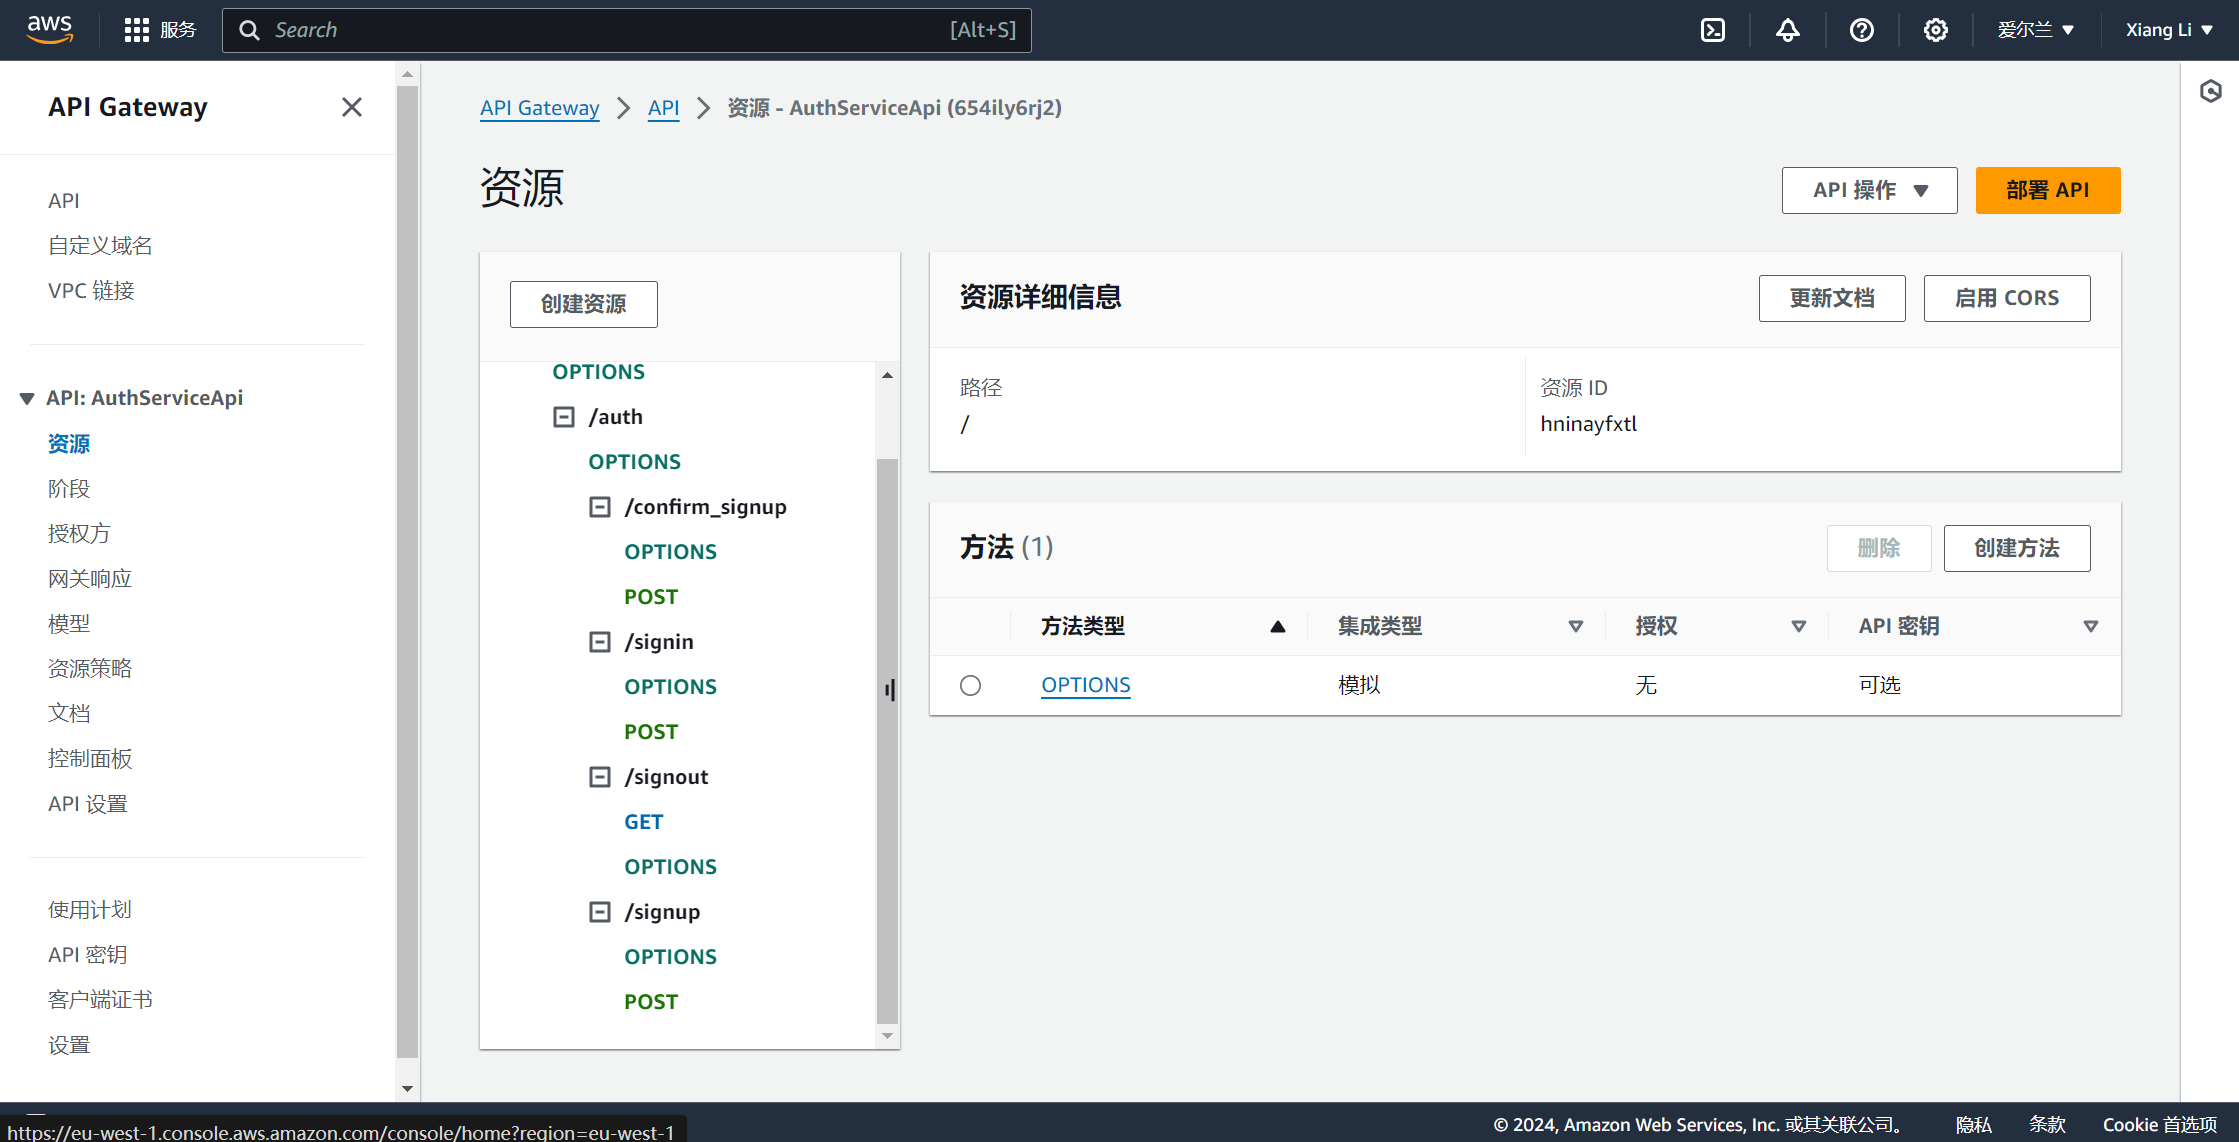 aws
服务
Search
[Alt+S]
爱尔兰
Xiang Li
API Gateway
API
自定义域名
VPC 链接
API: AuthServiceApi
资源
阶段
授权方
网关响应
模型
资源策略
文档
控制面板
API 设置
使用计划
API 密钥
客户端证书
设置
API Gateway
API
资源 - AuthServiceApi (654ily6rj2)
资源
API 操作
部署 API
创建资源
OPTIONS
/auth
OPTIONS
/confirm_signup
OPTIONS
POST
/signin
OPTIONS
POST
/signout
GET
OPTIONS
/signup
OPTIONS
POST
资源详细信息
更新文档
启用 CORS
路径
/
资源 ID
hninayfxtl
方法 (1)
删除
创建方法
方法类型
集成类型
授权
API 密钥
OPTIONS
模拟
无
可选
https://eu-west-1.console.aws.amazon.com/console/home?region=eu-west-1
© 2024, Amazon Web Services, Inc. 或其关联公司。
隐私
条款
Cookie 首选项